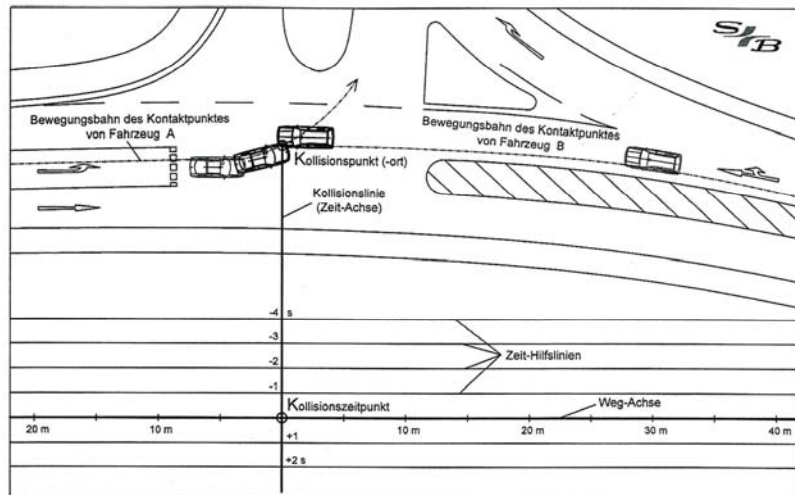 S B
Bewegungsbahn des Kontaktpunktes
von Fahrzeug A
Bewegungsbahn des Kontaktpunktes
von Fahrzeug B
Kollisionspunkt (-ort)
Kollisionslinie
(Zeit-Achse)
-4 s
-3
-2
Zeit-Hilfslinien
-1
Kollisionszeitpunkt
Weg-Achse
20 m
10 m
10 m
20 m
30 m
40 m
+1
+2 s